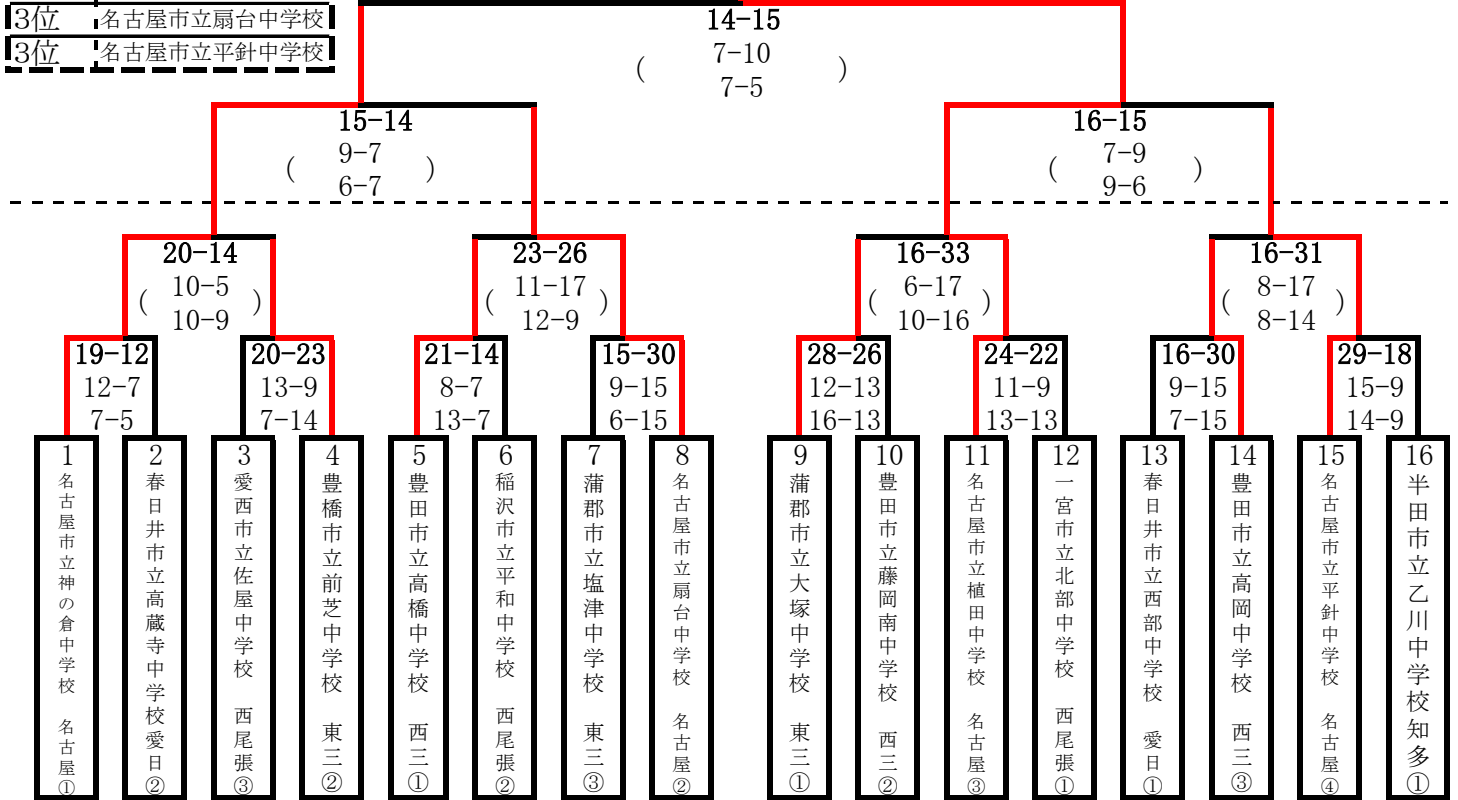 3位 名古屋市立扇台中学校
3位 名古屋市立平針中学校
14-15
( 7-10 )
7-5
15-14
( 9-7 )
6-7
16-15
( 7-9 )
9-6
20-14
( 10-5 )
10-9
23-26
( 11-17 )
12-9
16-33
( 6-17 )
10-16
16-31
( 8-17 )
8-14
19-12
12-7
7-5
20-23
13-9
7-14
21-14
8-7
13-7
15-30
9-15
6-15
28-26
12-13
16-13
24-22
11-9
13-13
16-30
9-15
7-15
29-18
15-9
14-9
1 名古屋市立神の倉中学校 名古屋①
2 春日井市立高蔵寺中学校愛日②
3 愛西市立佐屋中学校 西尾張③
4 豊橋市立前芝中学校 東三②
5 豊田市立高橋中学校 西三①
6 稲沢市立平和中学校 西尾張②
7 蒲郡市立塩津中学校 東三③
8 名古屋市立扇台中学校 名古屋②
9 蒲郡市立大塚中学校 東三①
10 豊田市立藤岡南中学校 西三②
11 名古屋市立植田中学校 名古屋③
12 一宮市立北部中学校 西尾張①
13 春日井市立西部中学校 愛日①
14 豊田市立高岡中学校 西三③
15 名古屋市立平針中学校 名古屋④
16 半田市立乙川中学校知多①